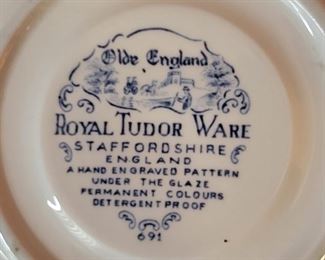 Olde England
ROYAL TUDOR WARE
STAFFORDSHIRE
ENGLAND
A HAND ENGRAVED PATTERN
UNDER THE GLAZE
PERMANENT COLOURS
DETERGENT PROOF
691